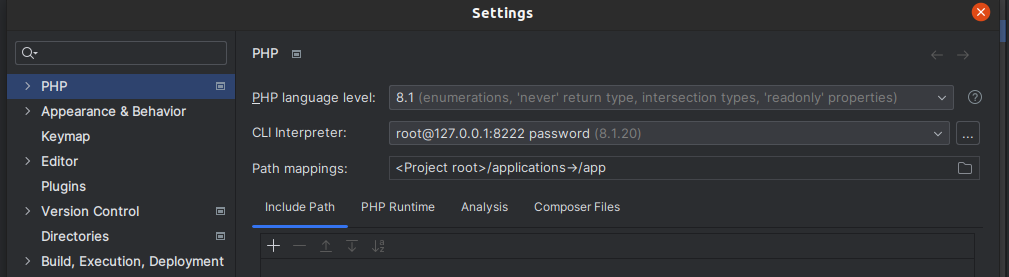 Settings
PHP
Appearance & Behavior
Keymap
Editor
Plugins
Version Control
Directories
Build, Execution, Deployment
PHP
PHP language level: 8.1 (enumerations, 'never' return type, intersection types, 'readonly' properties)
CLI Interpreter: root@127.0.0.1:8222 password (8.1.20) ...
Path mappings: <Project root>/applications→/app
Include Path PHP Runtime Analysis Composer Files